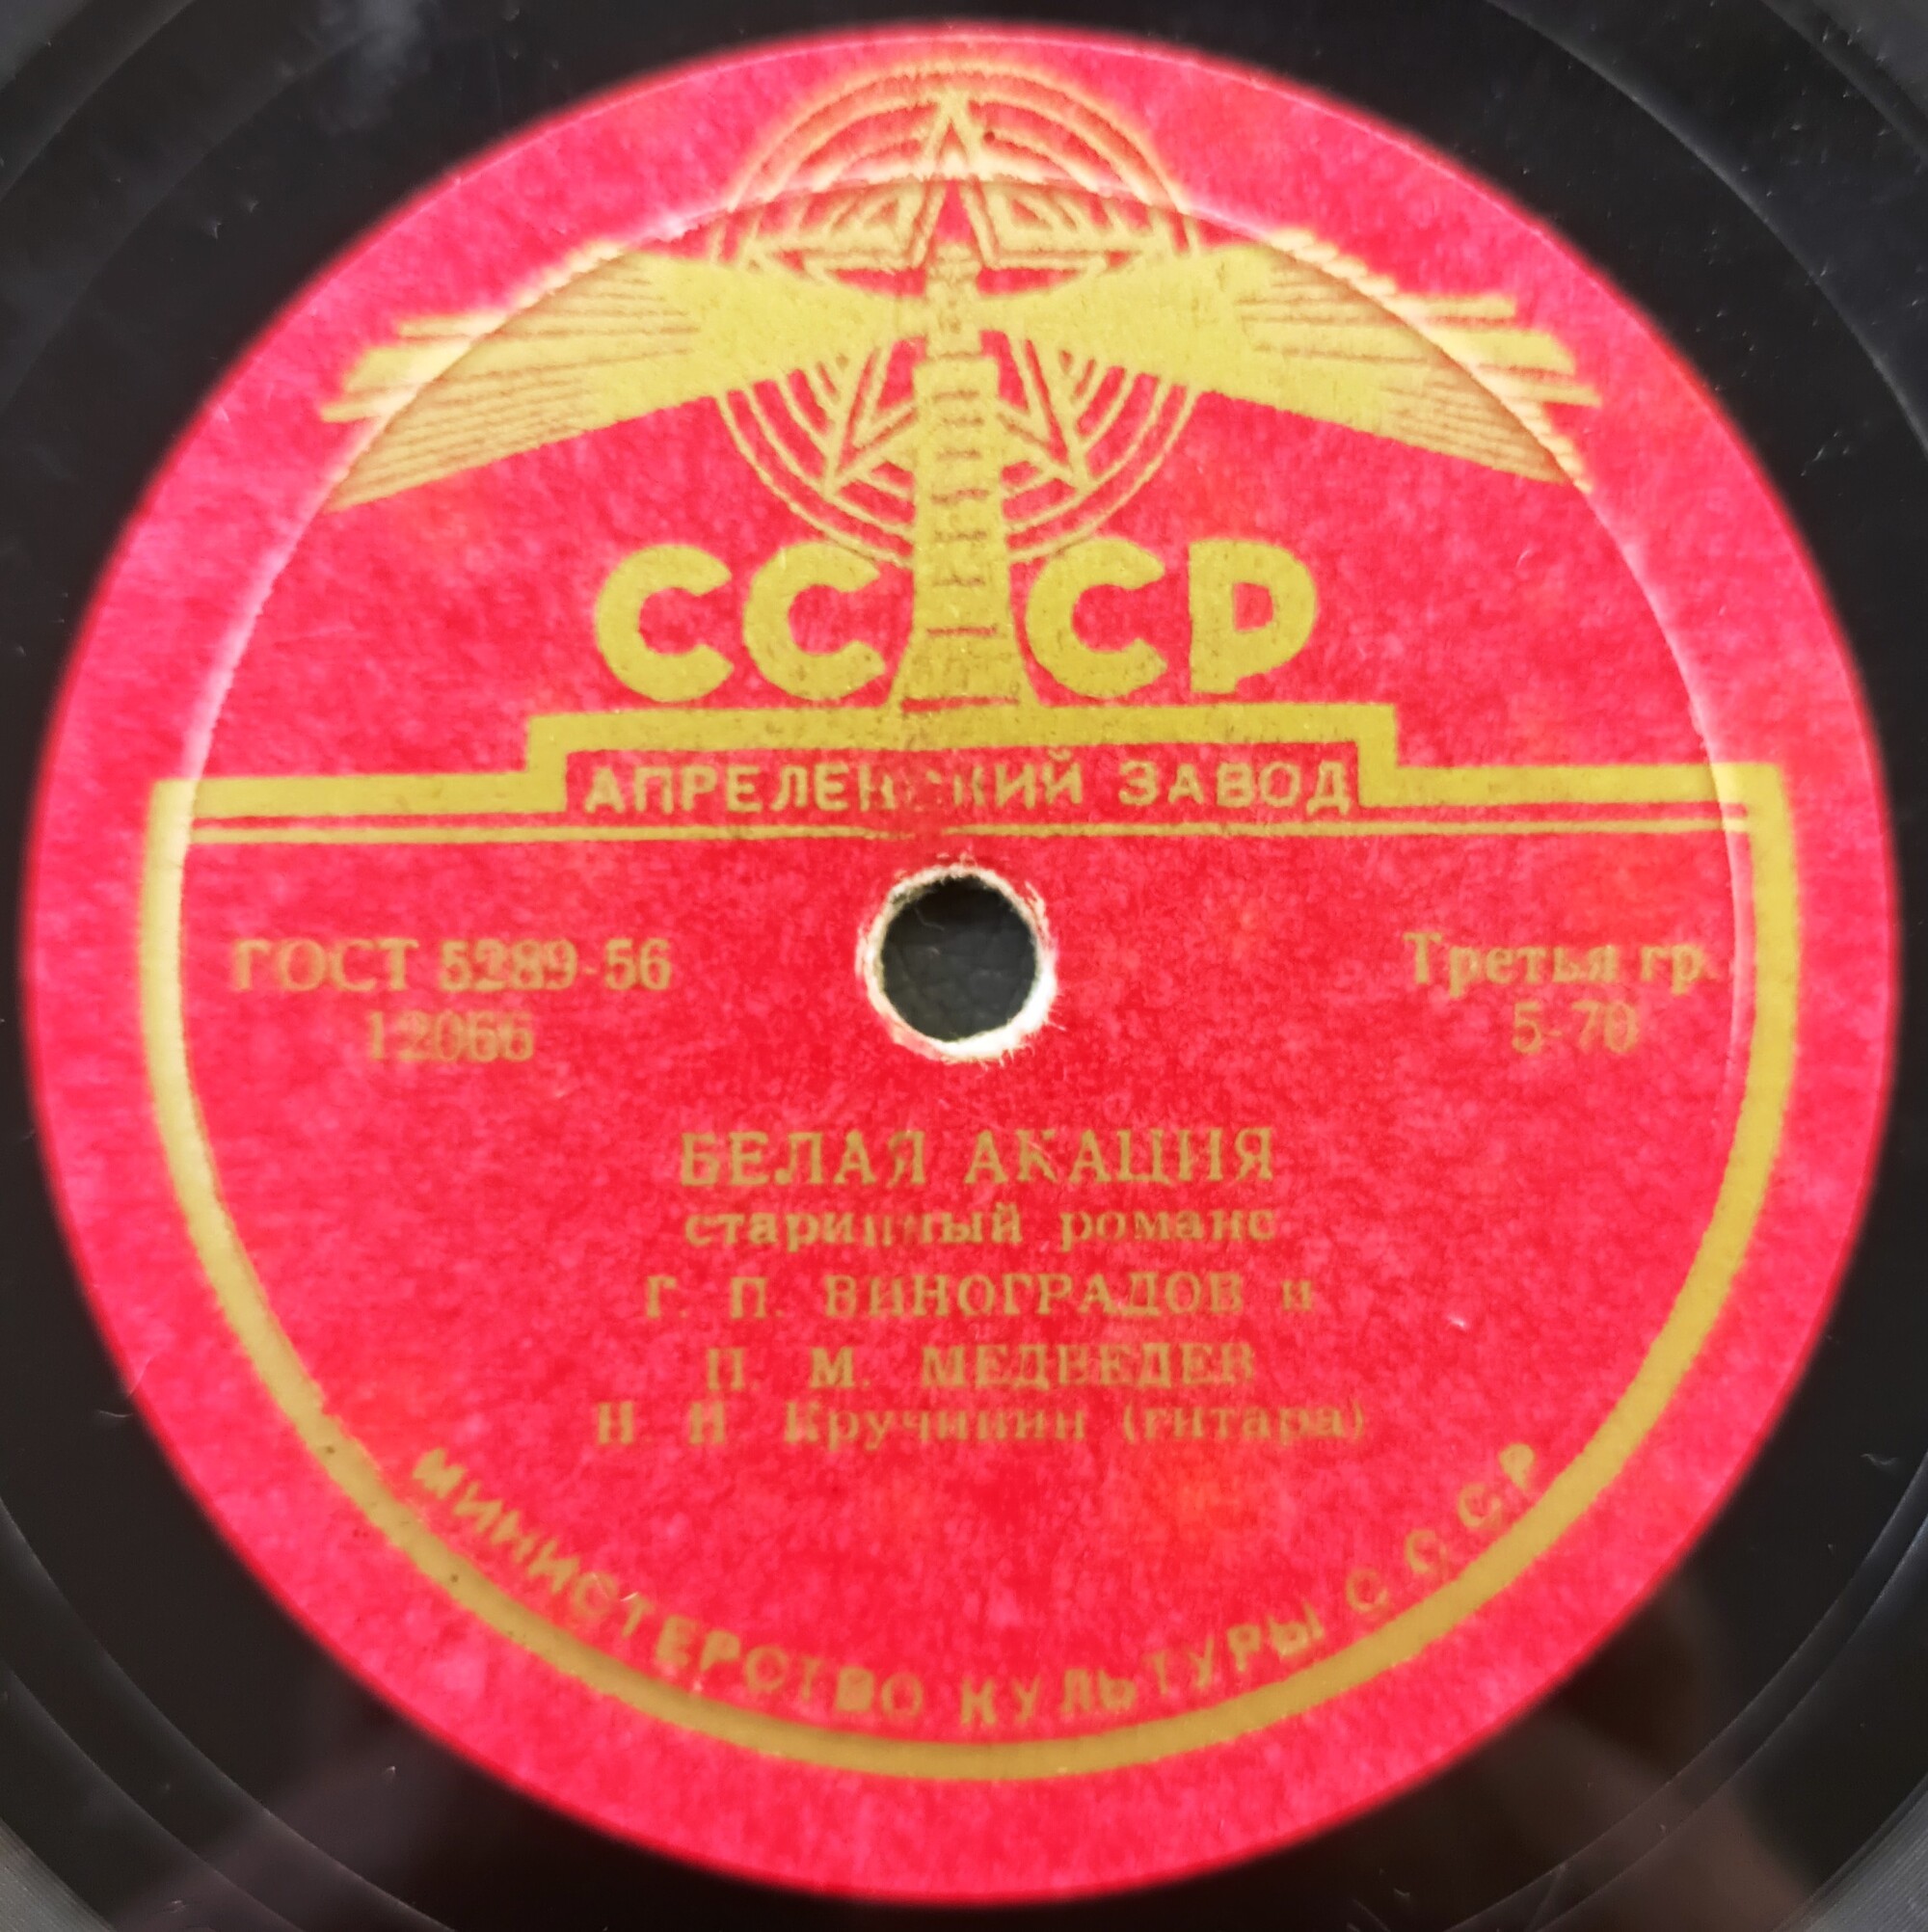 СССР
АПРЕЛЕВСКИЙ ЗАВОД
ГОСТ 5289-56
12066
Третья гр.
5-70
БЕЛАЯ АКАЦИЯ
старинный романс
Г. П. ВИНОГРАДОВ и
П. М. МЕДВЕДЕВ
Н. Н. Кручинин (гитара)
МИНИСТЕРСТВО КУЛЬТУРЫ СССР